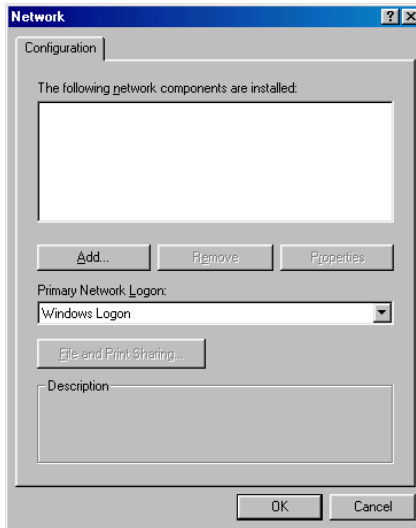 Network
Configuration
The following network components are installed:
Add...
Remove
Properties
Primary Network Logon:
Windows Logon
File and Print Sharing...
Description
OK
Cancel